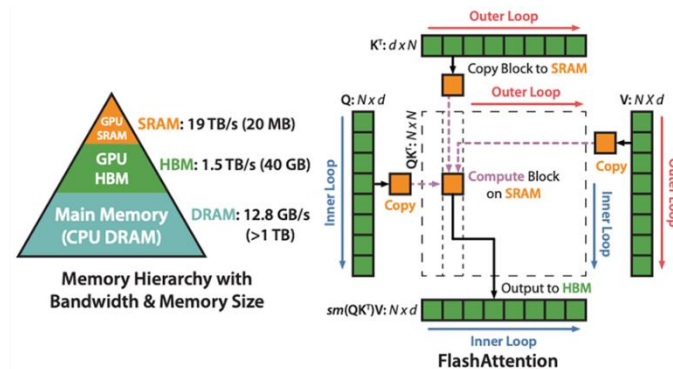 GPU
SRAM
SRAM: 19 TB/s (20 MB)
GPU
HBM
HBM: 1.5 TB/s (40 GB)
Main Memory
(CPU DRAM)
DRAM: 12.8 GB/s
(>1 TB)
Memory Hierarchy with
Bandwidth & Memory Size
Outer Loop
Kᵀ: d x N
Copy Block to SRAM
Outer Loop
Q: N x d
QKᵀ: N x N
V: N X d
Inner Loop
Copy
Compute Block
on SRAM
Copy
Inner Loop
Outer Loop
Output to HBM
sm(QKᵀ)V: N x d
Inner Loop
FlashAttention